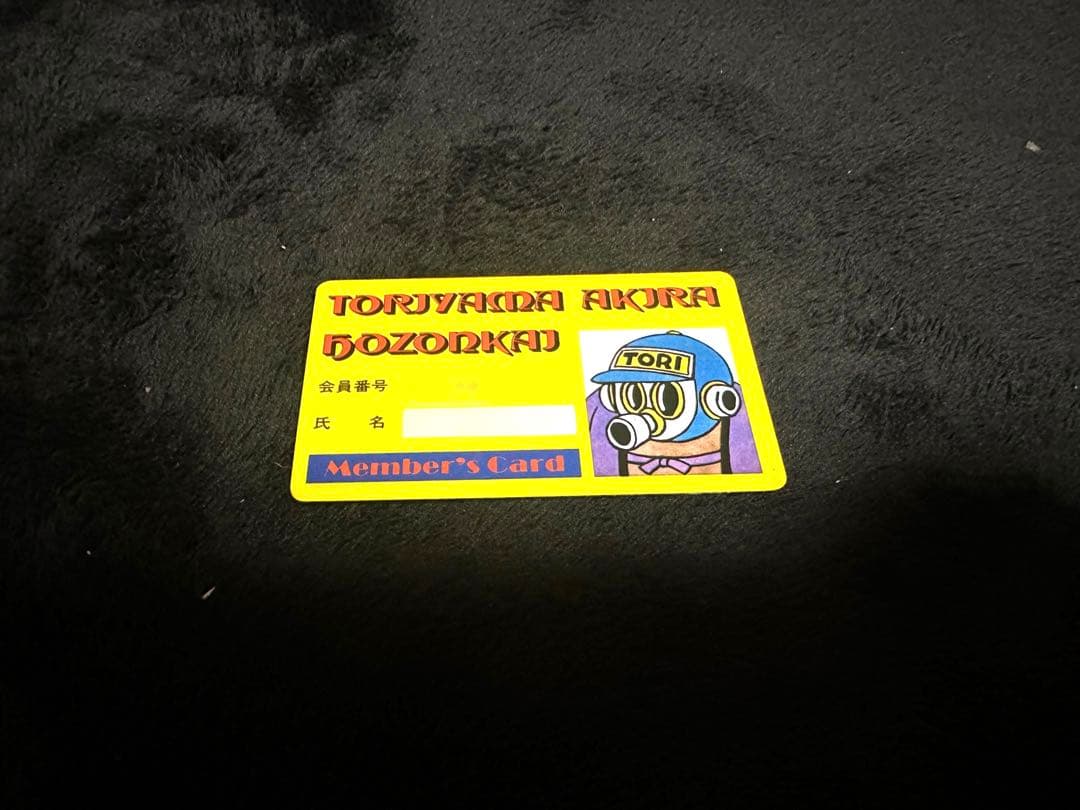 TORIYAMA AKIRA
HOZONKAI
会員番号
氏 名
Member's Card
TORI